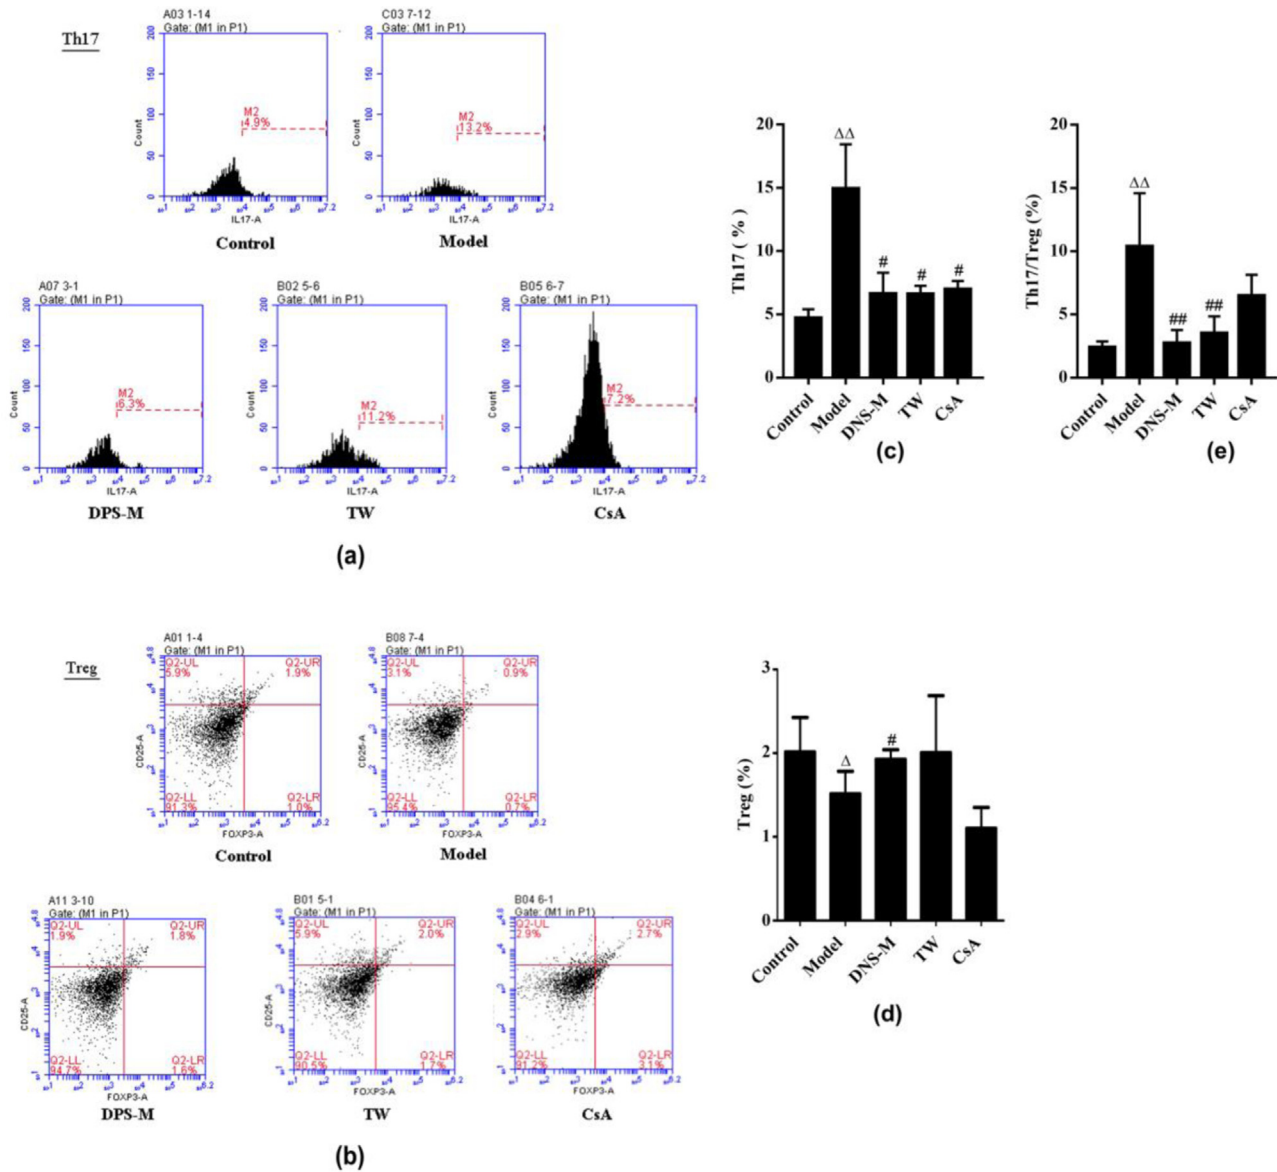 Th17
A03 1-14
Gate: (M1 in P1)
M2
4.9%
Count
IL17-A
Control
C03 7-12
Gate: (M1 in P1)
M2
13.2%
Count
IL17-A
Model
A07 3-1
Gate: (M1 in P1)
M2
6.3%
Count
IL17-A
DPS-M
B02 5-6
Gate: (M1 in P1)
M2
11.2%
Count
IL17-A
TW
B05 6-7
Gate: (M1 in P1)
M2
7.2%
Count
IL17-A
CsA
(a)
Treg
A01 1-4
Gate: (M1 in P1)
Q2-UL Q2-UR
5.9% 1.9%
CD25-A
Q2-LL Q2-LR
91.3% 1.0%
FOXP3-A
Control
B08 7-4
Gate: (M1 in P1)
Q2-UL Q2-UR
3.1% 0.9%
CD25-A
Q2-LL Q2-LR
95.4% 0.7%
FOXP3-A
Model
A11 3-10
Gate: (M1 in P1)
Q2-UL Q2-UR
1.9% 1.8%
CD25-A
Q2-LL Q2-LR
94.7% 1.6%
FOXP3-A
DPS-M
B01 5-1
Gate: (M1 in P1)
Q2-UL Q2-UR
5.9% 2.0%
CD25-A
Q2-LL Q2-LR
90.5% 1.7%
FOXP3-A
TW
B04 6-1
Gate: (M1 in P1)
Q2-UL Q2-UR
2.9% 2.7%
CD25-A
Q2-LL Q2-LR
91.2% 3.1%
FOXP3-A
CsA
(b)
Th17 ( % )
20
15
10
5
0
ΔΔ
# # #
Control Model DNS-M TW CsA
(c)
Th17/Treg (%)
20
15
10
5
0
ΔΔ
## ##
Control Model DNS-M TW CsA
(e)
Treg (%)
3
2
1
0
Δ #
Control Model DNS-M TW CsA
(d)